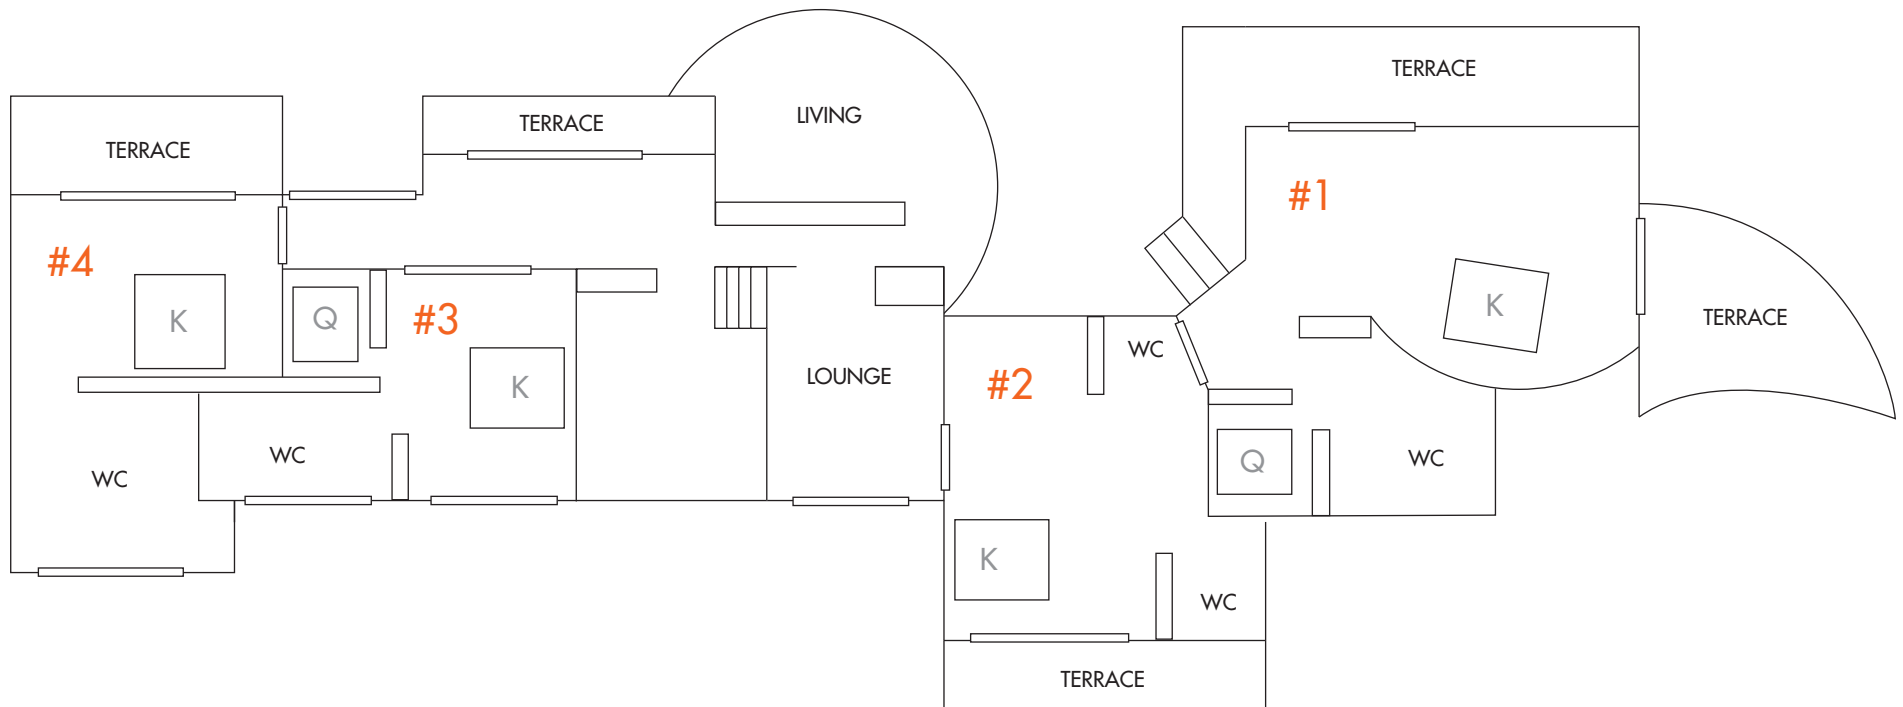 TERRACE
LIVING
TERRACE
TERRACE
#1
#4
K
Q
#3
K
LOUNGE
#2
WC
K
TERRACE
WC
WC
Q
WC
K
WC
TERRACE